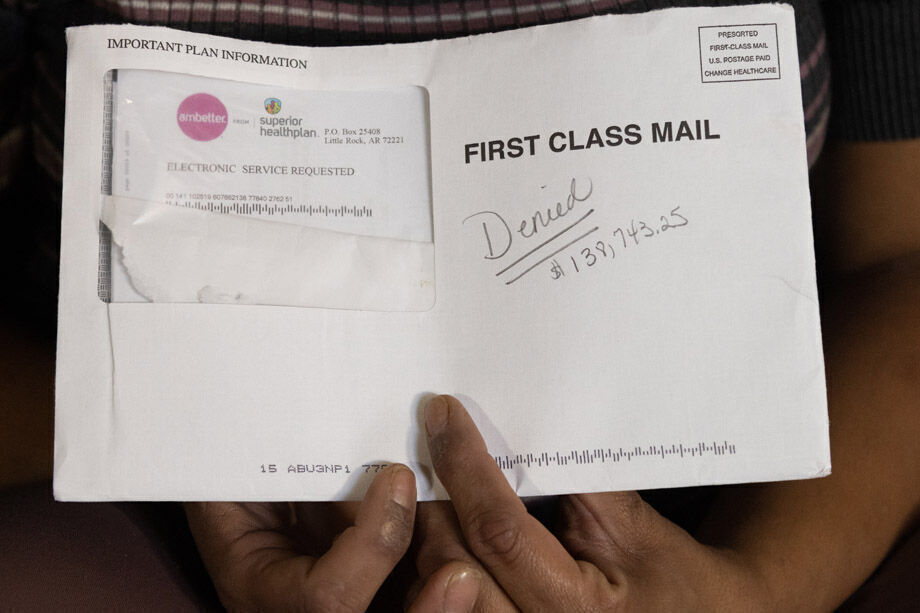 IMPORTANT PLAN INFORMATION
PRESORTED
FIRST-CLASS MAIL
U.S. POSTAGE PAID
CHANGE HEALTHCARE
ambetter.
FROM
superior
healthplan.
P.O. Box 25408
Little Rock, AR 72221
ELECTRONIC SERVICE REQUESTED
FIRST CLASS MAIL
Denied
$138,743.25
15 ABU3NP1